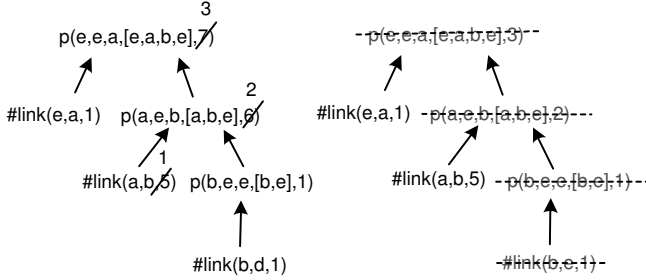 3
p(e,e,a,[e,a,b,e],7)
#link(e,a,1)
2
p(a,e,b,[a,b,e],6)
1
#link(a,b,5)
p(b,e,e,[b,e],1)
#link(b,d,1)
p(e,e,a,[e,a,b,e],3)
#link(e,a,1)
p(a,e,b,[a,b,e],2)
#link(a,b,5)
p(b,e,e,[b,e],1)
#link(b,e,1)